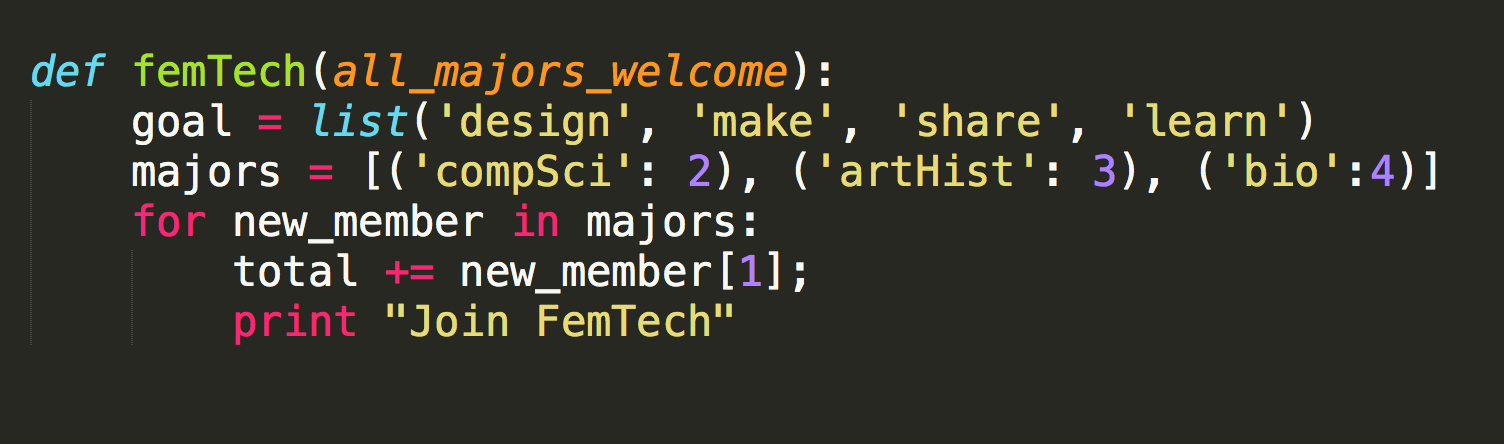 def femTech(all_majors_welcome):
    goal = list('design', 'make', 'share', 'learn')
    majors = [('compSci': 2), ('artHist': 3), ('bio':4)]
    for new_member in majors:
        total += new_member[1];
        print "Join FemTech"